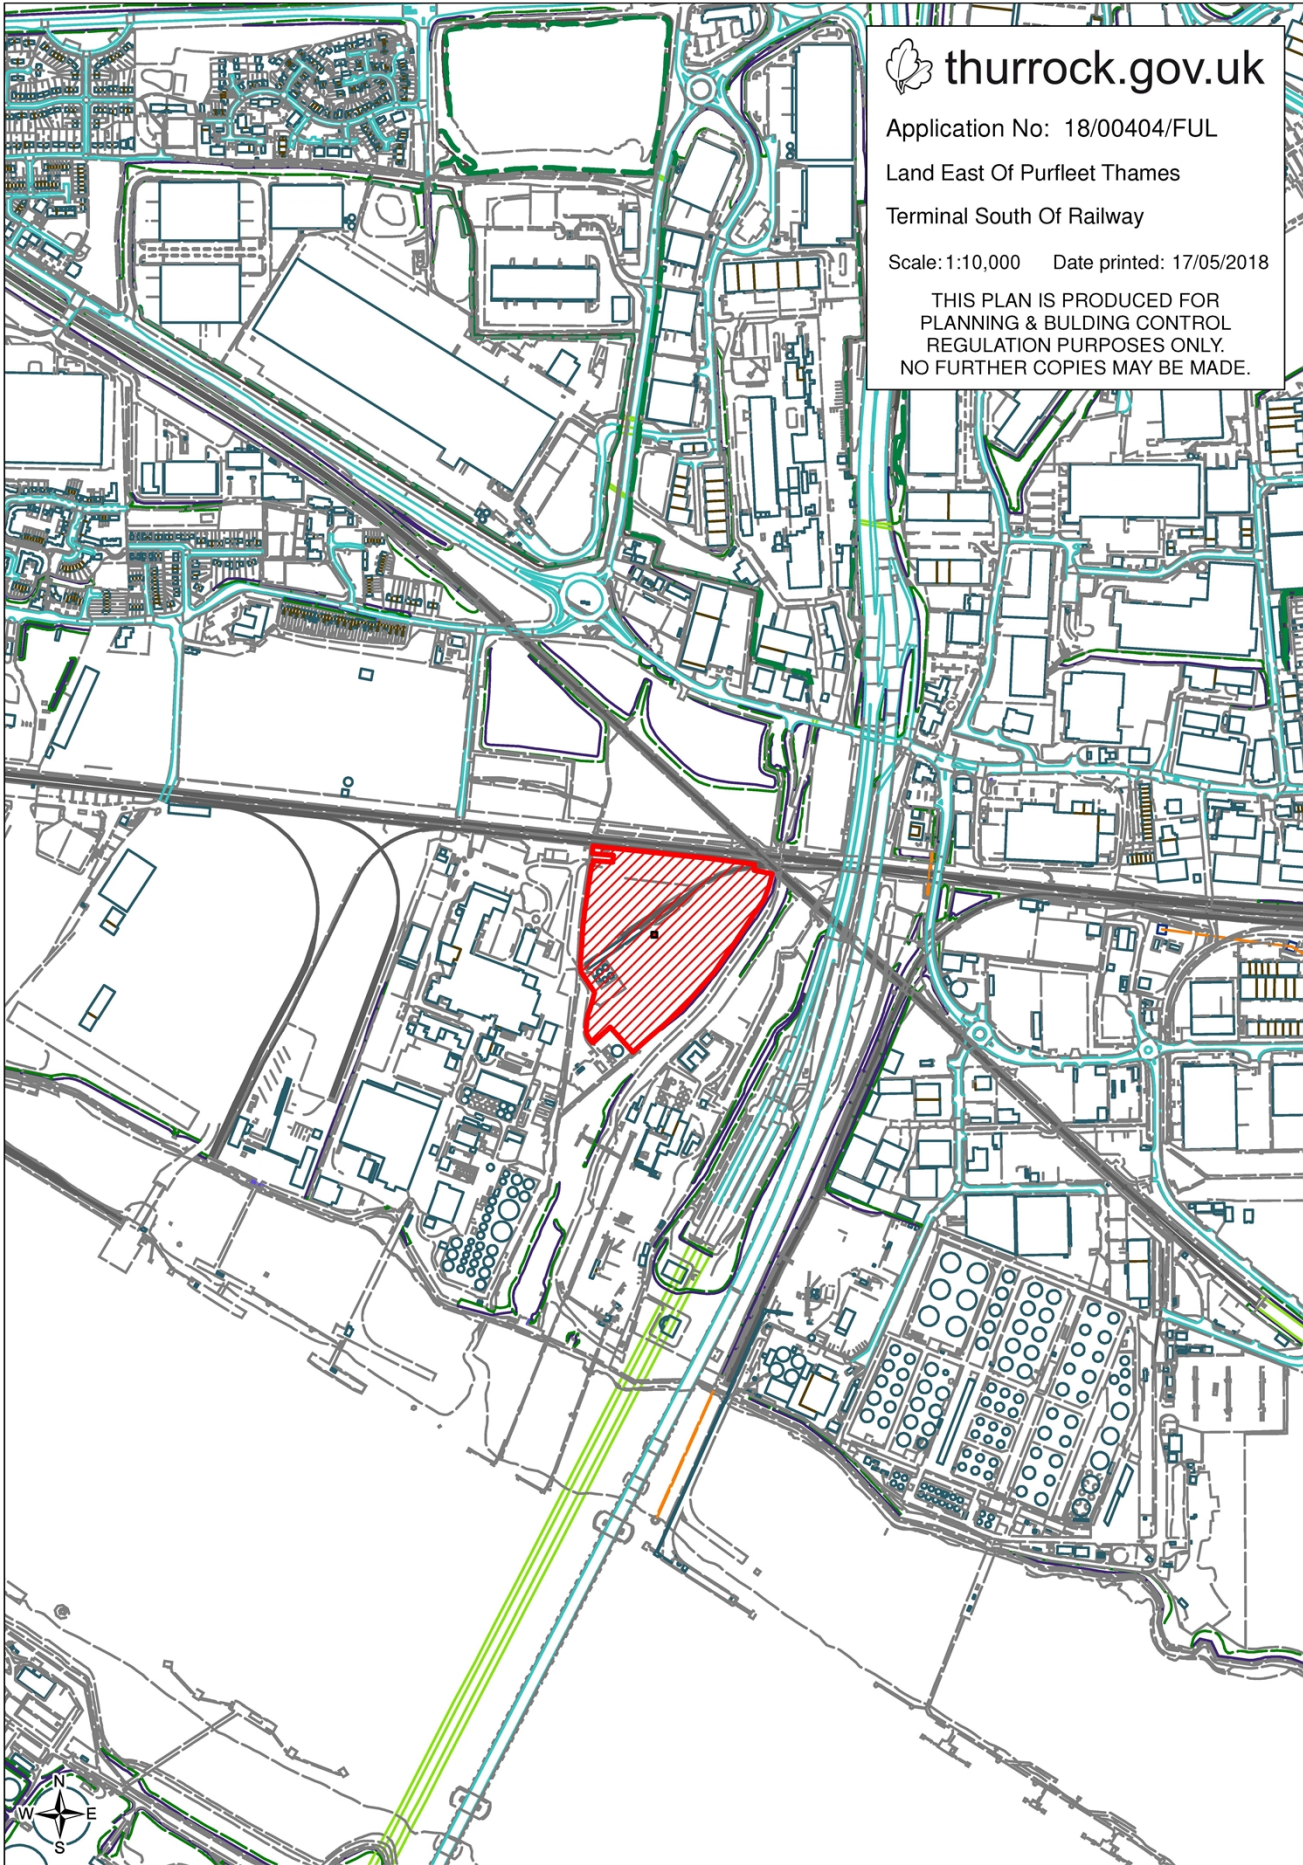 thurrock.gov.uk
Application No: 18/00404/FUL
Land East Of Purfleet Thames
Terminal South Of Railway
Scale: 1:10,000 Date printed: 17/05/2018
THIS PLAN IS PRODUCED FOR
PLANNING & BULDING CONTROL
REGULATION PURPOSES ONLY.
NO FURTHER COPIES MAY BE MADE.
N
W E
S